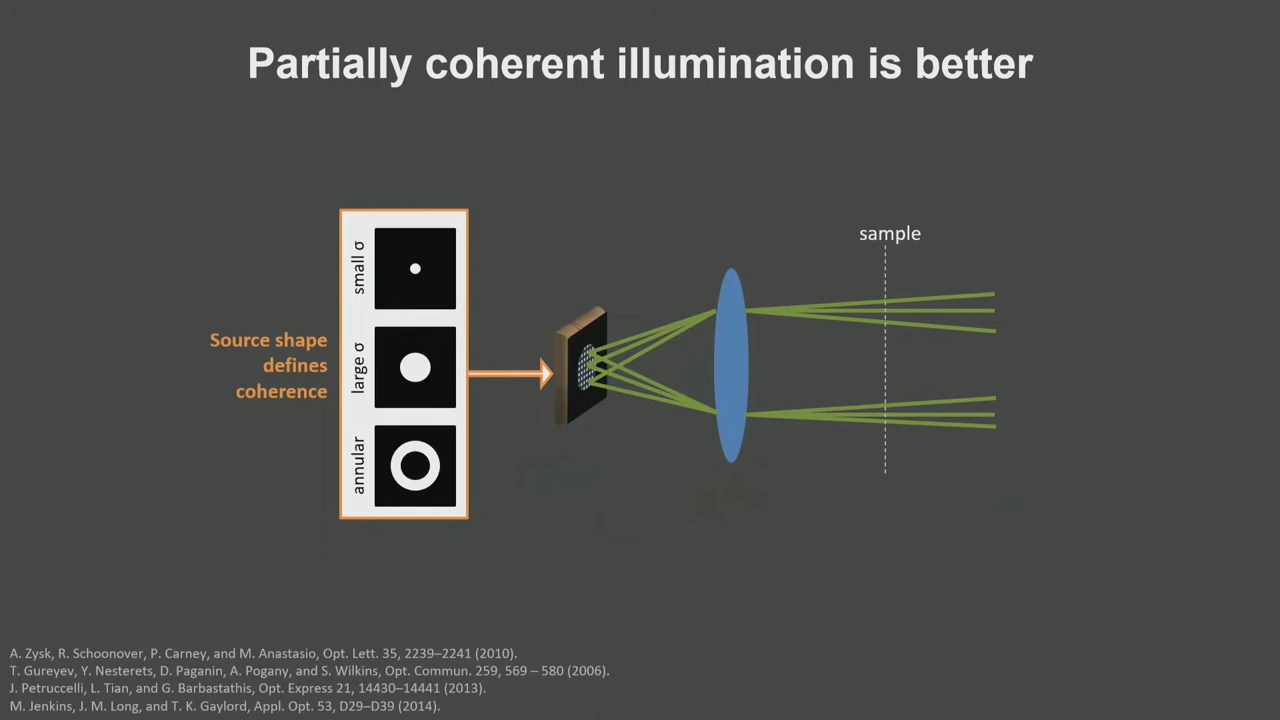 Partially coherent illumination is better
sample
small σ
large σ
annular
Source shape
defines
coherence
A. Zysk, R. Schoonover, P. Carney, and M. Anastasio, Opt. Lett. 35, 2239–2241 (2010).
T. Gureyev, Y. Nesterets, D. Paganin, A. Pogany, and S. Wilkins, Opt. Commun. 259, 569 – 580 (2006).
J. Petruccelli, L. Tian, and G. Barbastathis, Opt. Express 21, 14430–14441 (2013).
M. Jenkins, J. M. Long, and T. K. Gaylord, Appl. Opt. 53, D29–D39 (2014).